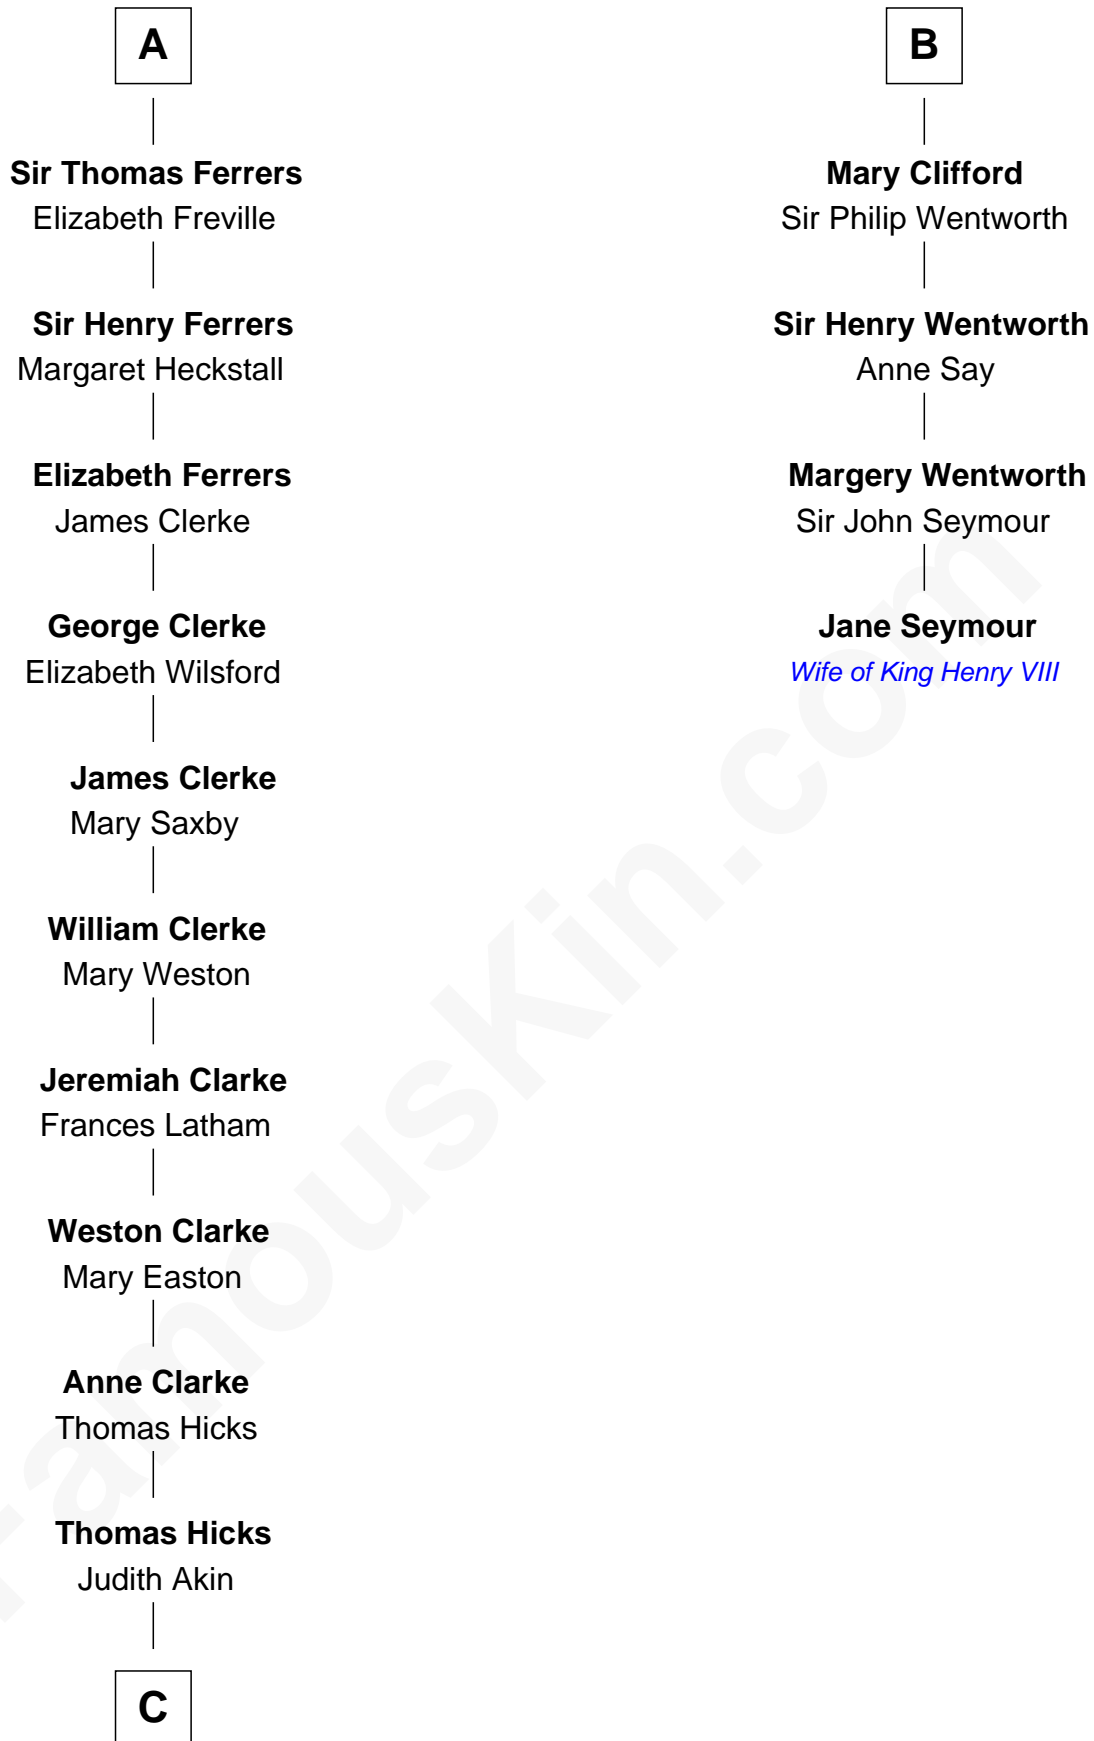 A
Sir Thomas Ferrers
Elizabeth Freville
Sir Henry Ferrers
Margaret Heckstall
Elizabeth Ferrers
James Clerke
George Clerke
Elizabeth Wilsford
James Clerke
Mary Saxby
William Clerke
Mary Weston
Jeremiah Clarke
Frances Latham
Weston Clarke
Mary Easton
Anne Clarke
Thomas Hicks
Thomas Hicks
Judith Akin
C
B
Mary Clifford
Sir Philip Wentworth
Sir Henry Wentworth
Anne Say
Margery Wentworth
Sir John Seymour
Jane Seymour
Wife of King Henry VIII
FamousKin.com